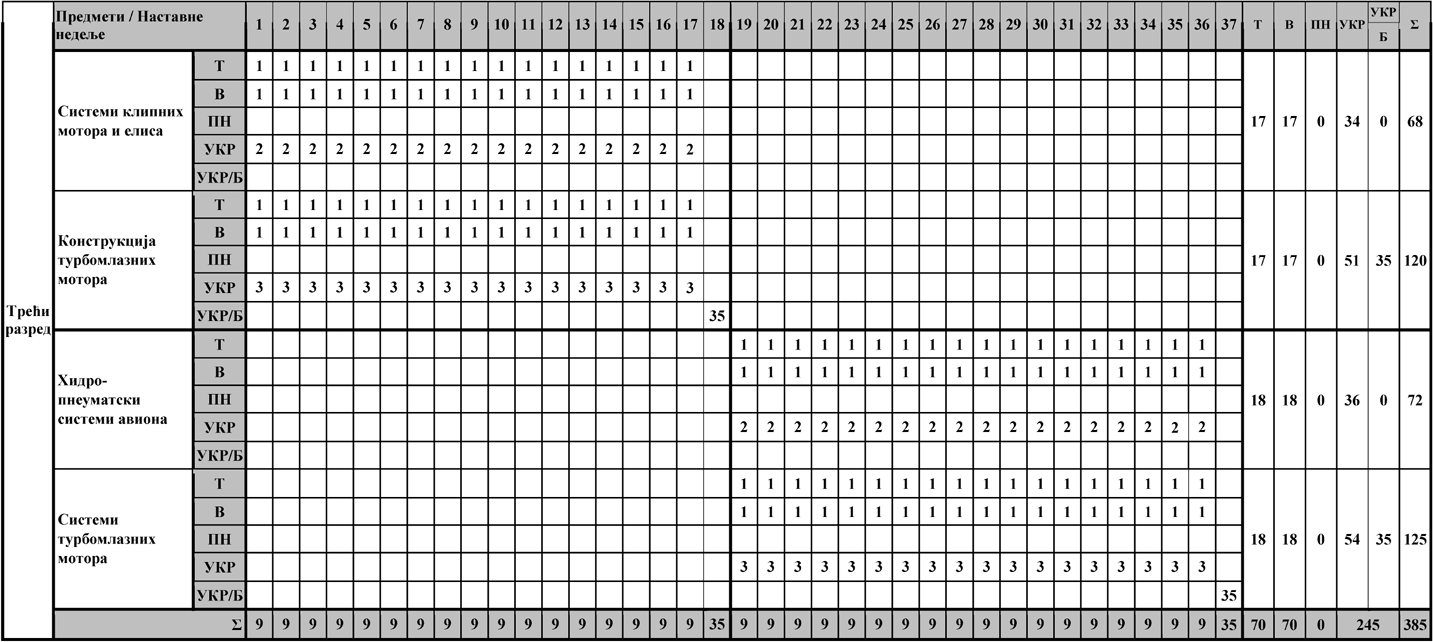 Предмети / Наставне недеље 1 2 3 4 5 6 7 8 9 10 11 12 13 14 15 16 17 18 19 20 21 22 23 24 25 26 27 28 29 30 31 32 33 34 35 36 37 Т В ПН УКР УКР Б Σ
Трећи разред
Системи клипних мотора и елиса
Т 1 1 1 1 1 1 1 1 1 1 1 1 1 1 1 1 1
В 1 1 1 1 1 1 1 1 1 1 1 1 1 1 1 1 1
ПН
УКР 2 2 2 2 2 2 2 2 2 2 2 2 2 2 2 2 2
УКР/Б
17 17 0 34 0 68
Конструкција турбомлазних мотора
Т 1 1 1 1 1 1 1 1 1 1 1 1 1 1 1 1 1
В 1 1 1 1 1 1 1 1 1 1 1 1 1 1 1 1 1
ПН
УКР 3 3 3 3 3 3 3 3 3 3 3 3 3 3 3 3 3
УКР/Б 35
17 17 0 51 35 120
Хидро-
пнеуматски
системи авиона
Т 1 1 1 1 1 1 1 1 1 1 1 1 1 1 1 1 1 1
В 1 1 1 1 1 1 1 1 1 1 1 1 1 1 1 1 1 1
ПН
УКР 2 2 2 2 2 2 2 2 2 2 2 2 2 2 2 2 2 2
УКР/Б
18 18 0 36 0 72
Системи турбомлазних мотора
Т 1 1 1 1 1 1 1 1 1 1 1 1 1 1 1 1 1 1
В 1 1 1 1 1 1 1 1 1 1 1 1 1 1 1 1 1 1
ПН
УКР 3 3 3 3 3 3 3 3 3 3 3 3 3 3 3 3 3 3
УКР/Б 35
18 18 0 54 35 125
Σ 9 9 9 9 9 9 9 9 9 9 9 9 9 9 9 9 9 35 9 9 9 9 9 9 9 9 9 9 9 9 9 9 9 9 9 9 35 70 70 0 245 385